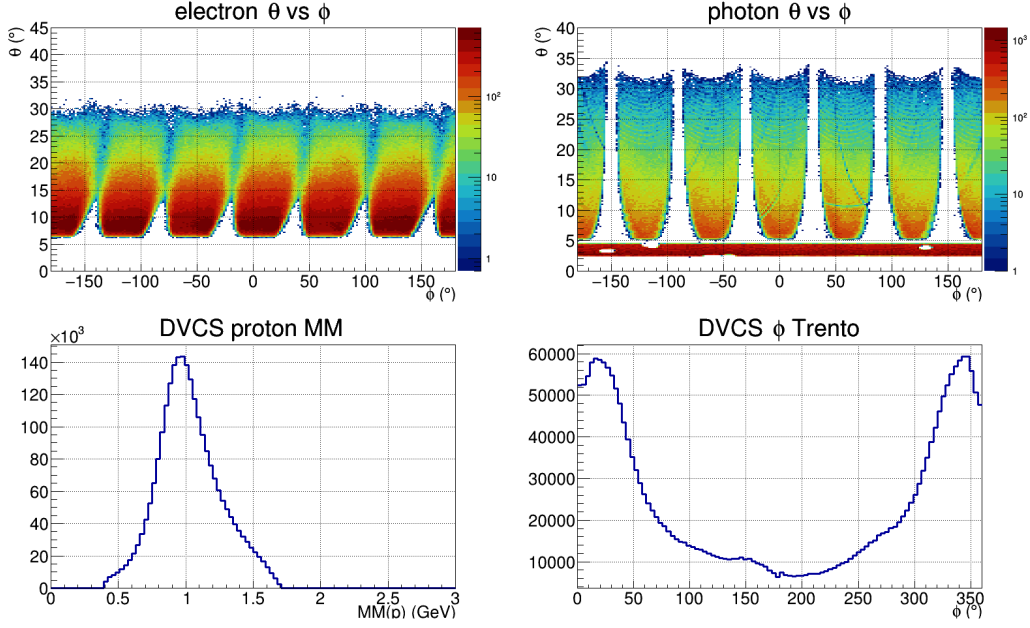 electron θ vs ϕ
θ (°)
45
40
35
30
25
20
15
10
5
0
−150 −100 −50 0 50 100 150
ϕ (°)
10²
10
1
photon θ vs ϕ
θ (°)
40
35
30
25
20
15
10
5
0
−150 −100 −50 0 50 100 150
ϕ (°)
10³
10²
10
1
DVCS proton MM
×10³
140
120
100
80
60
40
20
0
0 0.5 1 1.5 2 2.5 3
MM(p) (GeV)
DVCS ϕ Trento
60000
50000
40000
30000
20000
10000
0 50 100 150 200 250 300 350
ϕ (°)